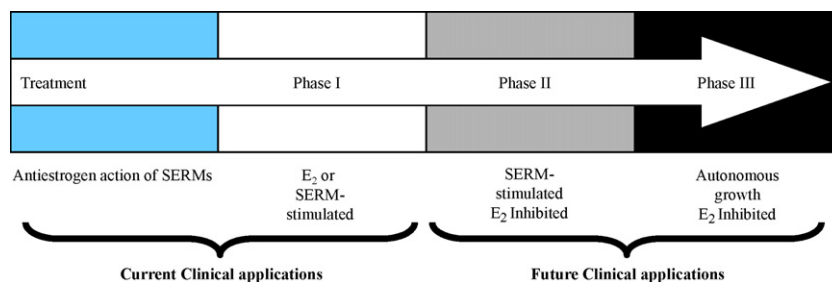 Treatment
Phase I
Phase II
Phase III
Antiestrogen action of SERMs
E₂ or
SERM-
stimulated
SERM-
stimulated
E₂ Inhibited
Autonomous
growth
E₂ Inhibited
Current Clinical applications
Future Clinical applications